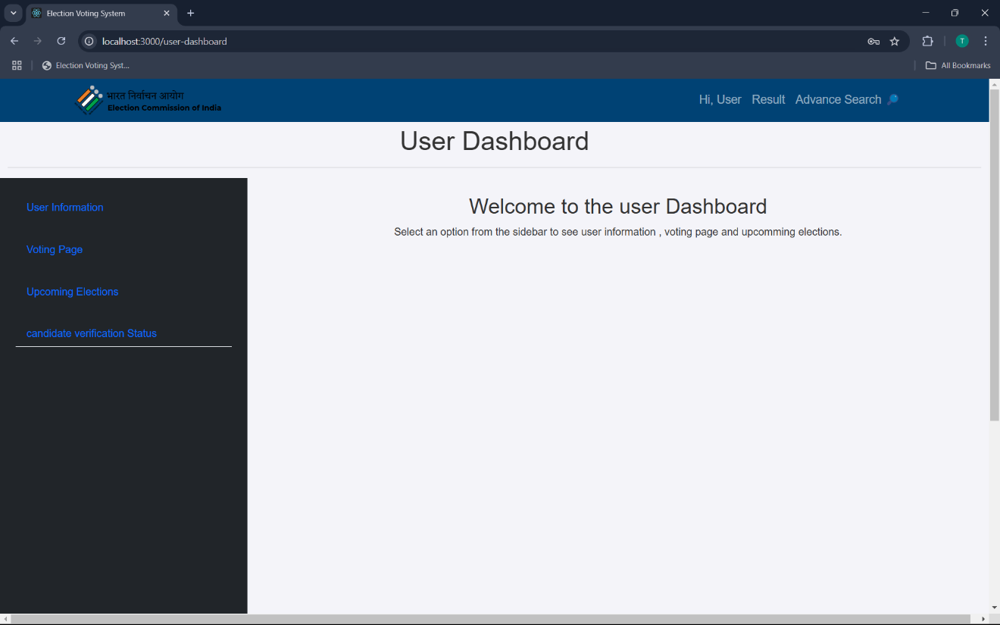 Election Voting System
localhost:3000/user-dashboard
T
Election Voting Syst...
All Bookmarks
भारत निर्वाचन आयोग
Election Commission of India
Hi, User Result Advance Search
User Dashboard
User Information
Voting Page
Upcoming Elections
candidate verification Status
Welcome to the user Dashboard
Select an option from the sidebar to see user information , voting page and upcomming elections.